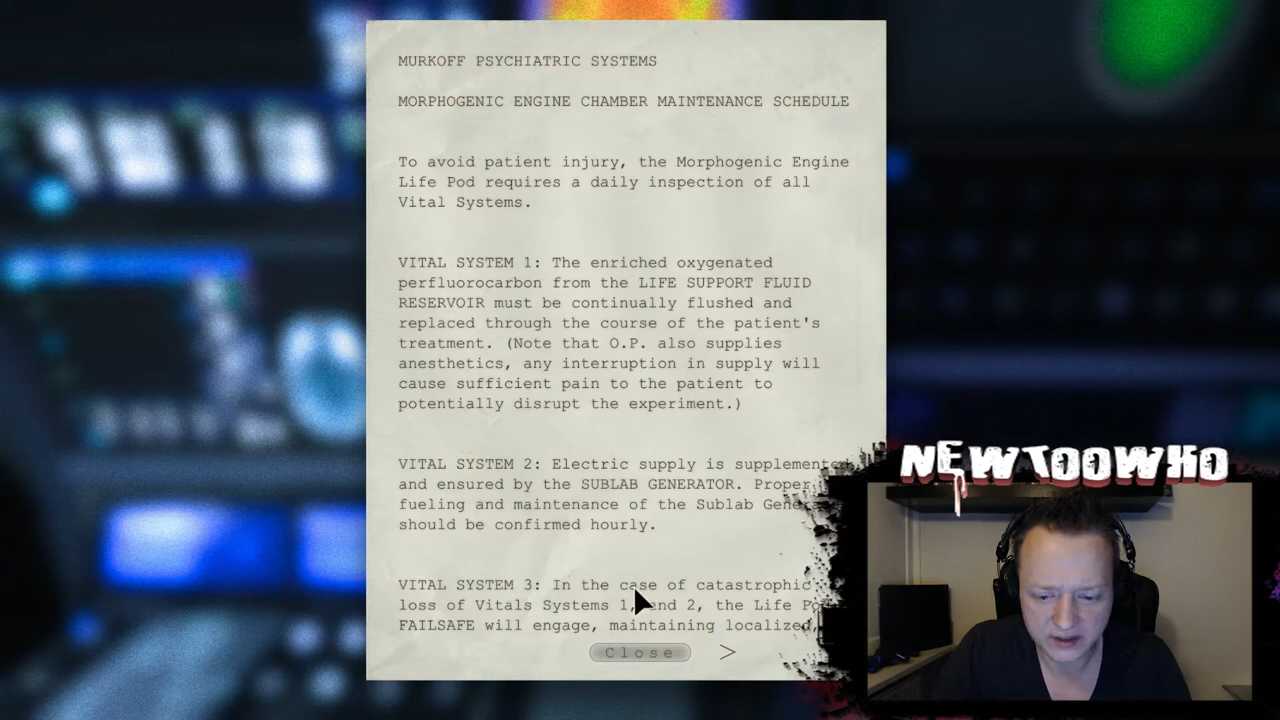 MURKOFF PSYCHIATRIC SYSTEMS
MORPHOGENIC ENGINE CHAMBER MAINTENANCE SCHEDULE
To avoid patient injury, the Morphogenic Engine
Life Pod requires a daily inspection of all
Vital Systems.
VITAL SYSTEM 1: The enriched oxygenated
perfluorocarbon from the LIFE SUPPORT FLUID
RESERVOIR must be continually flushed and
replaced through the course of the patient's
treatment. (Note that O.P. also supplies
anesthetics, any interruption in supply will
cause sufficient pain to the patient to
potentially disrupt the experiment.)
VITAL SYSTEM 2: Electric supply is supplemented
and ensured by the SUBLAB GENERATOR. Proper
fueling and maintenance of the Sublab
should be confirmed hourly.
VITAL SYSTEM 3: In the case of catastrophic
loss of Vitals Systems 1, and 2, the Life
FAILSAFE will engage, maintaining localized,
Close >
NEWTOOWHO